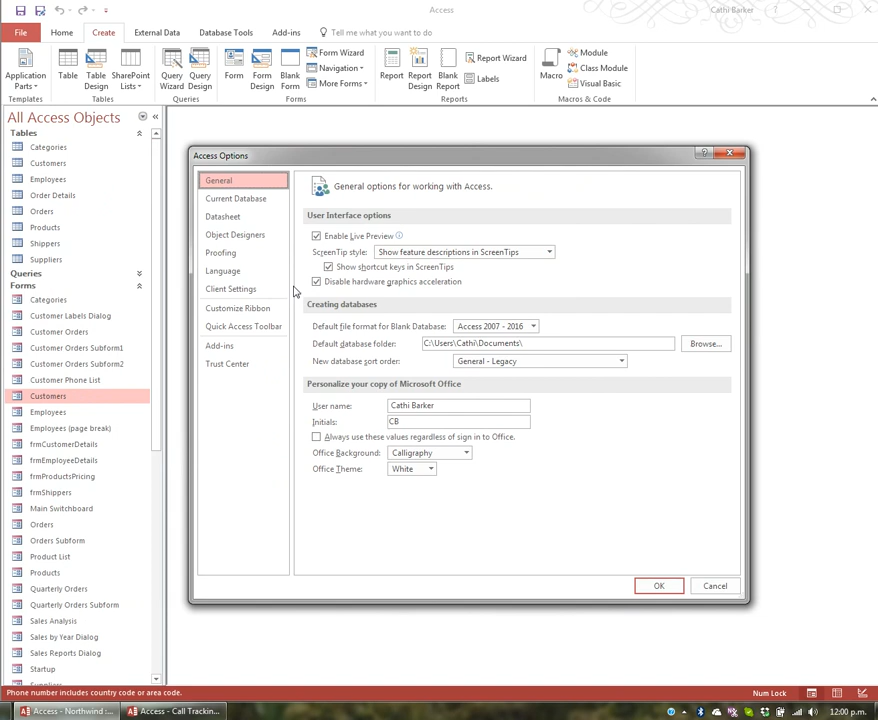 Access
Cathi Barker
File Home Create External Data Database Tools Add-ins Tell me what you want to do
Application Parts Table Table Design SharePoint Lists Query Wizard Query Design Form Form Design Blank Form Form Wizard Navigation More Forms Report Report Design Blank Report Report Wizard Labels Macro Module Class Module Visual Basic
Templates Tables Queries Forms Reports Macros & Code
All Access Objects
Tables
Categories
Customers
Employees
Order Details
Orders
Products
Shippers
Suppliers
Queries
Forms
Categories
Customer Labels Dialog
Customer Orders
Customer Orders Subform1
Customer Orders Subform2
Customer Phone List
Customers
Employees
Employees (page break)
frmCustomerDetails
frmEmployeeDetails
frmProductsPricing
frmShippers
Main Switchboard
Orders
Orders Subform
Product List
Products
Quarterly Orders
Quarterly Orders Subform
Sales Analysis
Sales by Year Dialog
Sales Reports Dialog
Startup
Suppliers
Access Options
General
Current Database
Datasheet
Object Designers
Proofing
Language
Client Settings
Customize Ribbon
Quick Access Toolbar
Add-ins
Trust Center
General options for working with Access.
User Interface options
Enable Live Preview
ScreenTip style: Show feature descriptions in ScreenTips
Show shortcut keys in ScreenTips
Disable hardware graphics acceleration
Creating databases
Default file format for Blank Database: Access 2007 - 2016
Default database folder: C:\Users\Cathi\Documents\ Browse...
New database sort order: General - Legacy
Personalize your copy of Microsoft Office
User name: Cathi Barker
Initials: CB
Always use these values regardless of sign in to Office.
Office Background: Calligraphy
Office Theme: White
OK Cancel
Phone number includes country code or area code.
Num Lock
Access - Northwind :... Access - Call Trackin...
12:00 p.m.